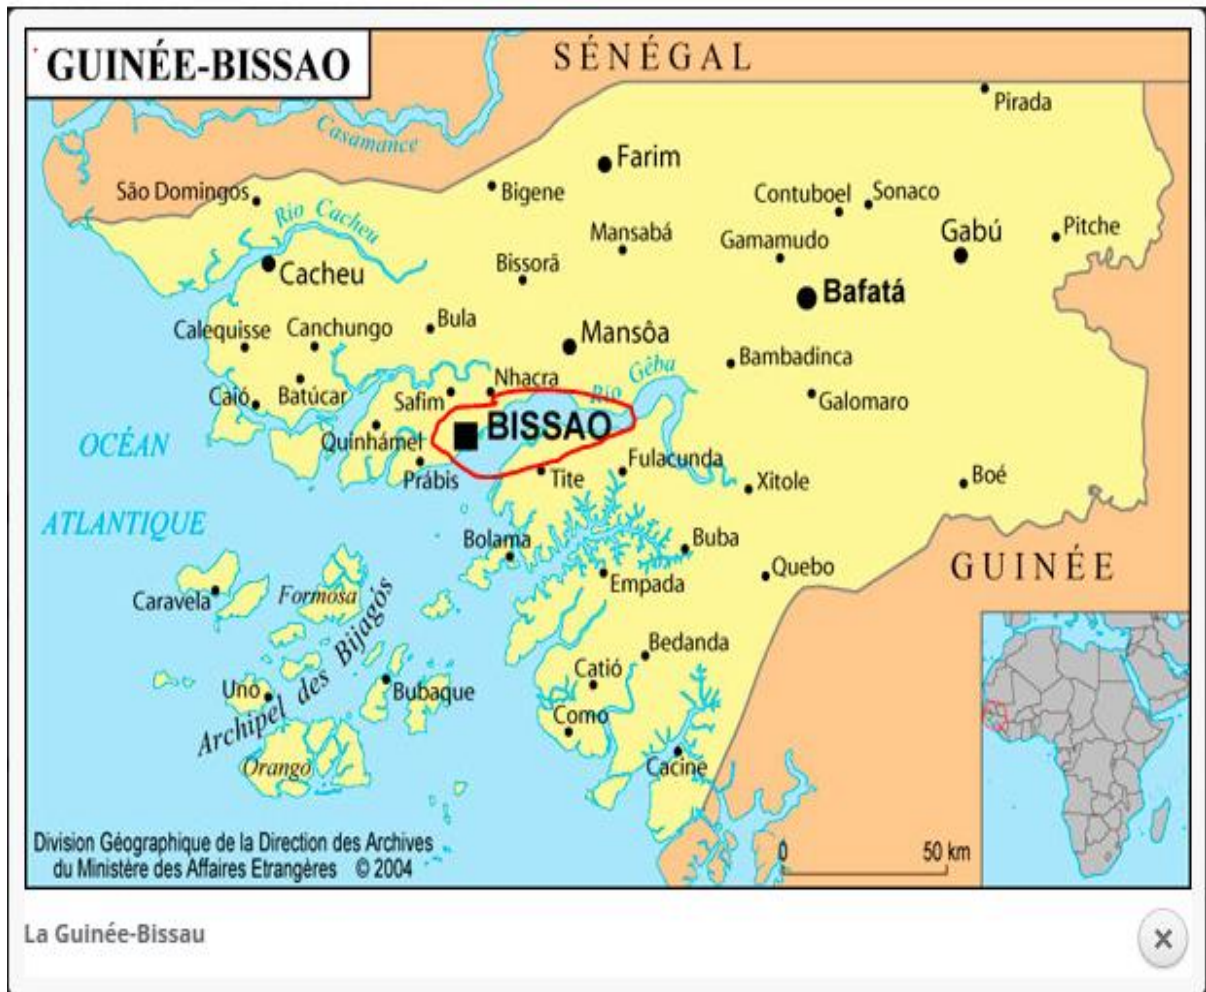 GUINÉE-BISSAO
SÉNÉGAL
Pirada
Casamance
Farim
São Domingos
Bigene
Contuboel
Sonaco
Rio Cacheu
Mansabá
Gamamudo
Gabú
Pitche
Cacheu
Bissorã
Bafatá
Calequisse
Canchungo
Bula
Mansôa
Bambadinca
Rio Gêba
Nhacra
Caió
Batúcar
Safim
Galomaro
BISSAO
OCÉAN
ATLANTIQUE
Quinhámel
Prábis
Tite
Fulacunda
Xitole
Boé
Bolama
Buba
Quebo
GUINÉE
Empada
Caravela
Formosa
Archipel des Bijagós
Bedanda
Catió
Uno
Bubaque
Como
Orango
Cacine
Division Géographique de la Direction des Archives
du Ministère des Affaires Etrangères © 2004
0 50 km
La Guinée-Bissau